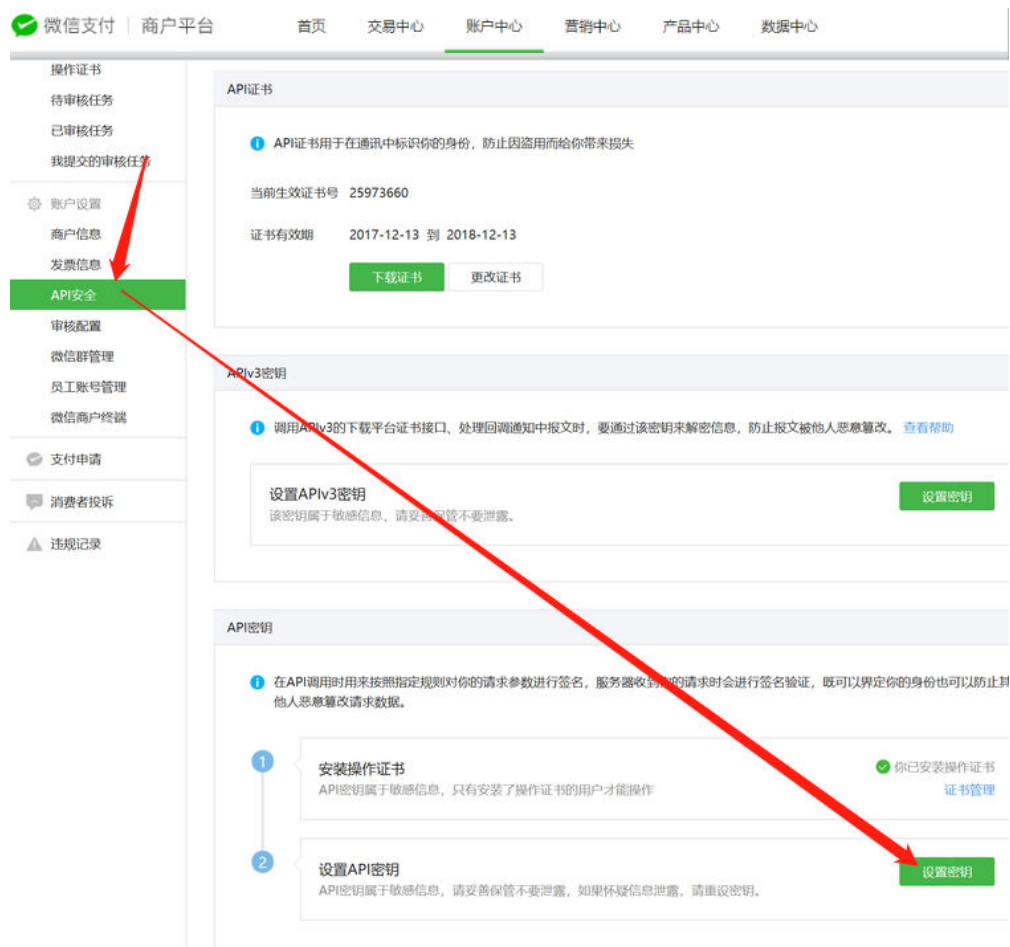 微信支付 | 商户平台
首页 交易中心 账户中心 营销中心 产品中心 数据中心
操作证书
待审核任务
已审核任务
我提交的审核任务
账户设置
商户信息
发票信息
API安全
审核配置
微信群管理
员工账号管理
微信商户终端
支付申请
消费者投诉
违规记录
API证书
API证书用于在通讯中标识你的身份，防止因盗用而给你带来损失
当前生效证书号 25973660
证书有效期 2017-12-13 到 2018-12-13
下载证书 更改证书
APIv3密钥
调用APIv3的下载平台证书接口、处理回调通知中报文时，要通过该密钥来解密信息，防止报文被他人恶意篡改。 查看帮助
设置APIv3密钥
设置密钥
该密钥属于敏感信息，请妥善保管不要泄露。
API密钥
在API调用时用来按照指定规则对你的请求参数进行签名，服务器收到你的请求时会进行签名验证，既可以界定你的身份也可以防止其
他人恶意篡改请求数据。
1
安装操作证书
你已安装操作证书
API密钥属于敏感信息，只有安装了操作证书的用户才能操作
证书管理
2
设置API密钥
设置密钥
API密钥属于敏感信息，请妥善保管不要泄露，如果怀疑信息泄露，请重设密钥。